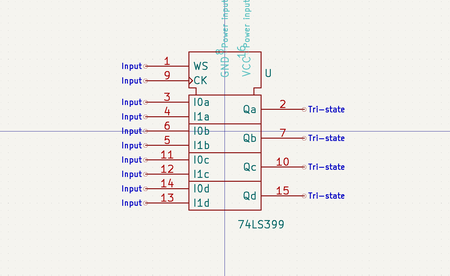 Power input Power input
8 16
GND VCC
Input 1 WS U
Input 9 CK
Input 3 I0a
Qa 2 Tri-state
Input 4 I1a
Input 6 I0b
Qb 7 Tri-state
Input 5 I1b
Input 11 I0c
Qc 10 Tri-state
Input 12 I1c
Input 14 I0d
Qd 15 Tri-state
Input 13 I1d
74LS399